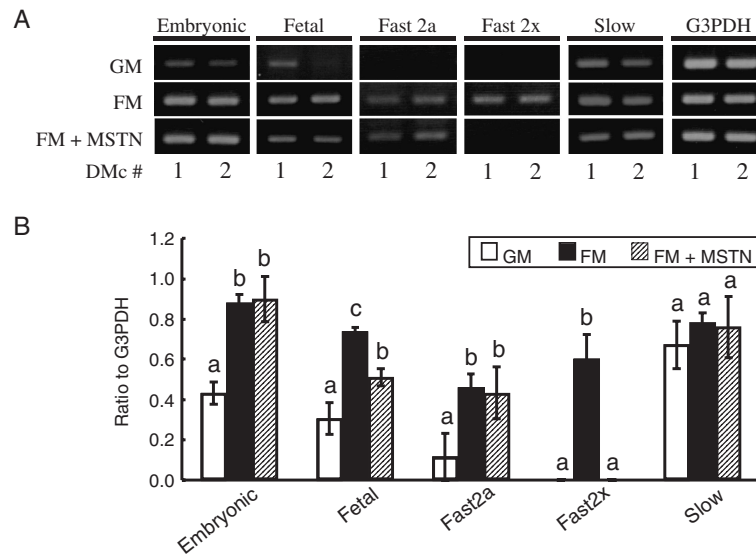 A
Embryonic Fetal Fast 2a Fast 2x Slow G3PDH
GM
FM
FM + MSTN
DMc # 1 2 1 2 1 2 1 2 1 2 1 2
B
1.2
1.0
0.8
0.6
0.4
0.2
0.0
Ratio to G3PDH
GM FM FM + MSTN
a b b
a c b
a b b
a b a
a a a
Embryonic Fetal Fast2a Fast2x Slow